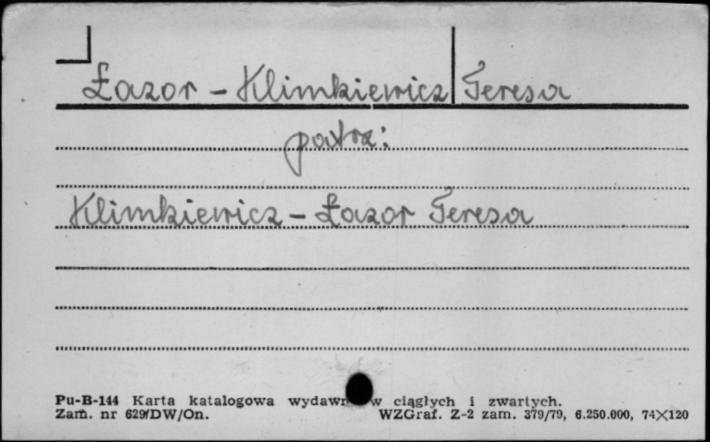 Łazor - Klimkiewicz Teresa
patrz:
Klimkiewicz - Łazor Teresa
Pu-B-144 Karta katalogowa ciągłych i zwartych.
Zam. nr 629/DW/On. WZGraf. Z-2 zam. 379/79, 6.250.000, 74X120